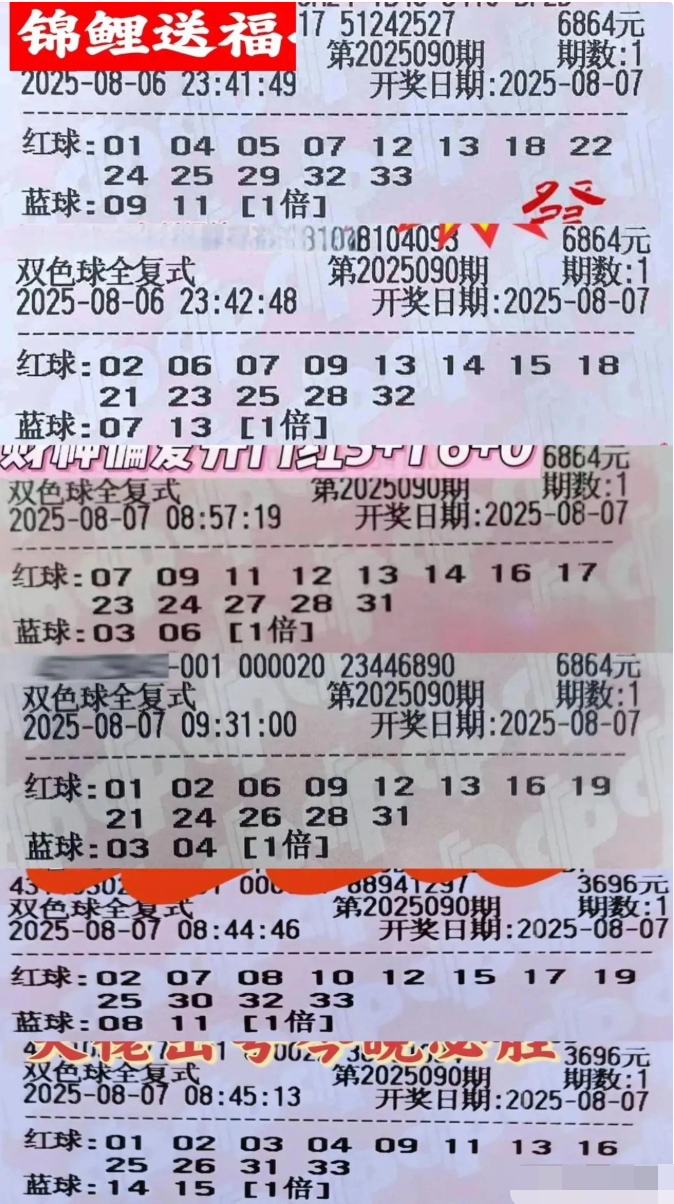 锦鲤送福
17 51242527 6864元
第2025090期 期数:1
2025-08-06 23:41:49 开奖日期:2025-08-07
红球:01 04 05 07 12 13 18 22
24 25 29 32 33
蓝球:09 11 [1倍]
發
8104093 6864元
双色球全复式 第2025090期 期数:1
2025-08-06 23:42:48 开奖日期:2025-08-07
红球:02 06 07 09 13 14 15 18
21 23 25 28 32
蓝球:07 13 [1倍]
6864元
双色球全复式 第2025090期 期数:1
2025-08-07 08:57:19 开奖日期:2025-08-07
红球:07 09 11 12 13 14 16 17
23 24 27 28 31
蓝球:03 06 [1倍]
-001 000020 23446890 6864元
双色球全复式 第2025090期 期数:1
2025-08-07 09:31:00 开奖日期:2025-08-07
红球:01 02 06 09 12 13 16 19
21 24 26 28 31
蓝球:03 04 [1倍]
88941297 3696元
双色球全复式 第2025090期 期数:1
2025-08-07 08:44:46 开奖日期:2025-08-07
红球:02 07 08 10 12 15 17 19
25 30 32 33
蓝球:08 11 [1倍]
3696元
双色球全复式 第2025090期 期数:1
2025-08-07 08:45:13 开奖日期:2025-08-07
红球:01 02 03 04 09 11 13 16
25 26 31 33
蓝球:14 15 [1倍]